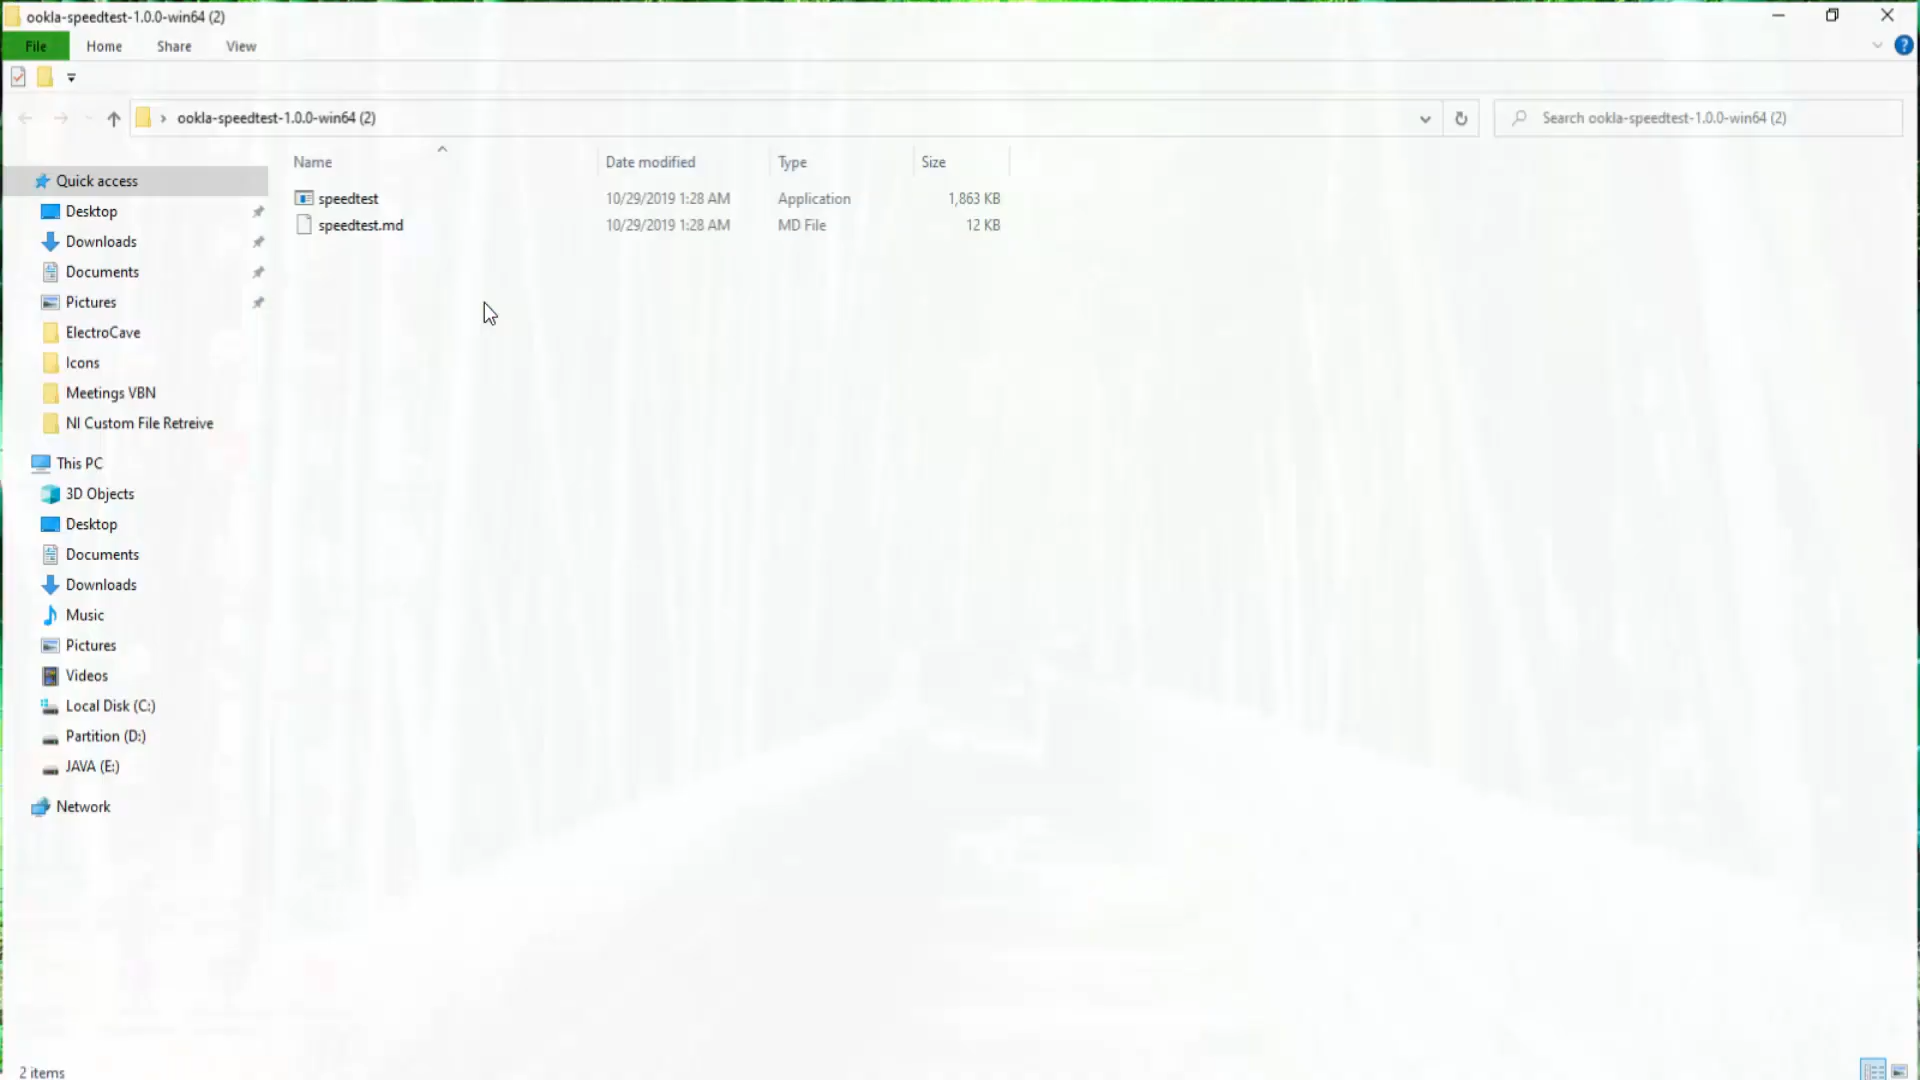 ookla-speedtest-1.0.0-win64 (2)
File Home Share View
ookla-speedtest-1.0.0-win64 (2)
Search ookla-speedtest-1.0.0-win64 (2)
Name Date modified Type Size
speedtest 10/29/2019 1:28 AM Application 1,863 KB
speedtest.md 10/29/2019 1:28 AM MD File 12 KB
Quick access
Desktop
Downloads
Documents
Pictures
ElectroCave
Icons
Meetings VBN
NI Custom File Retreive
This PC
3D Objects
Desktop
Documents
Downloads
Music
Pictures
Videos
Local Disk (C:)
Partition (D:)
JAVA (E:)
Network
2 items